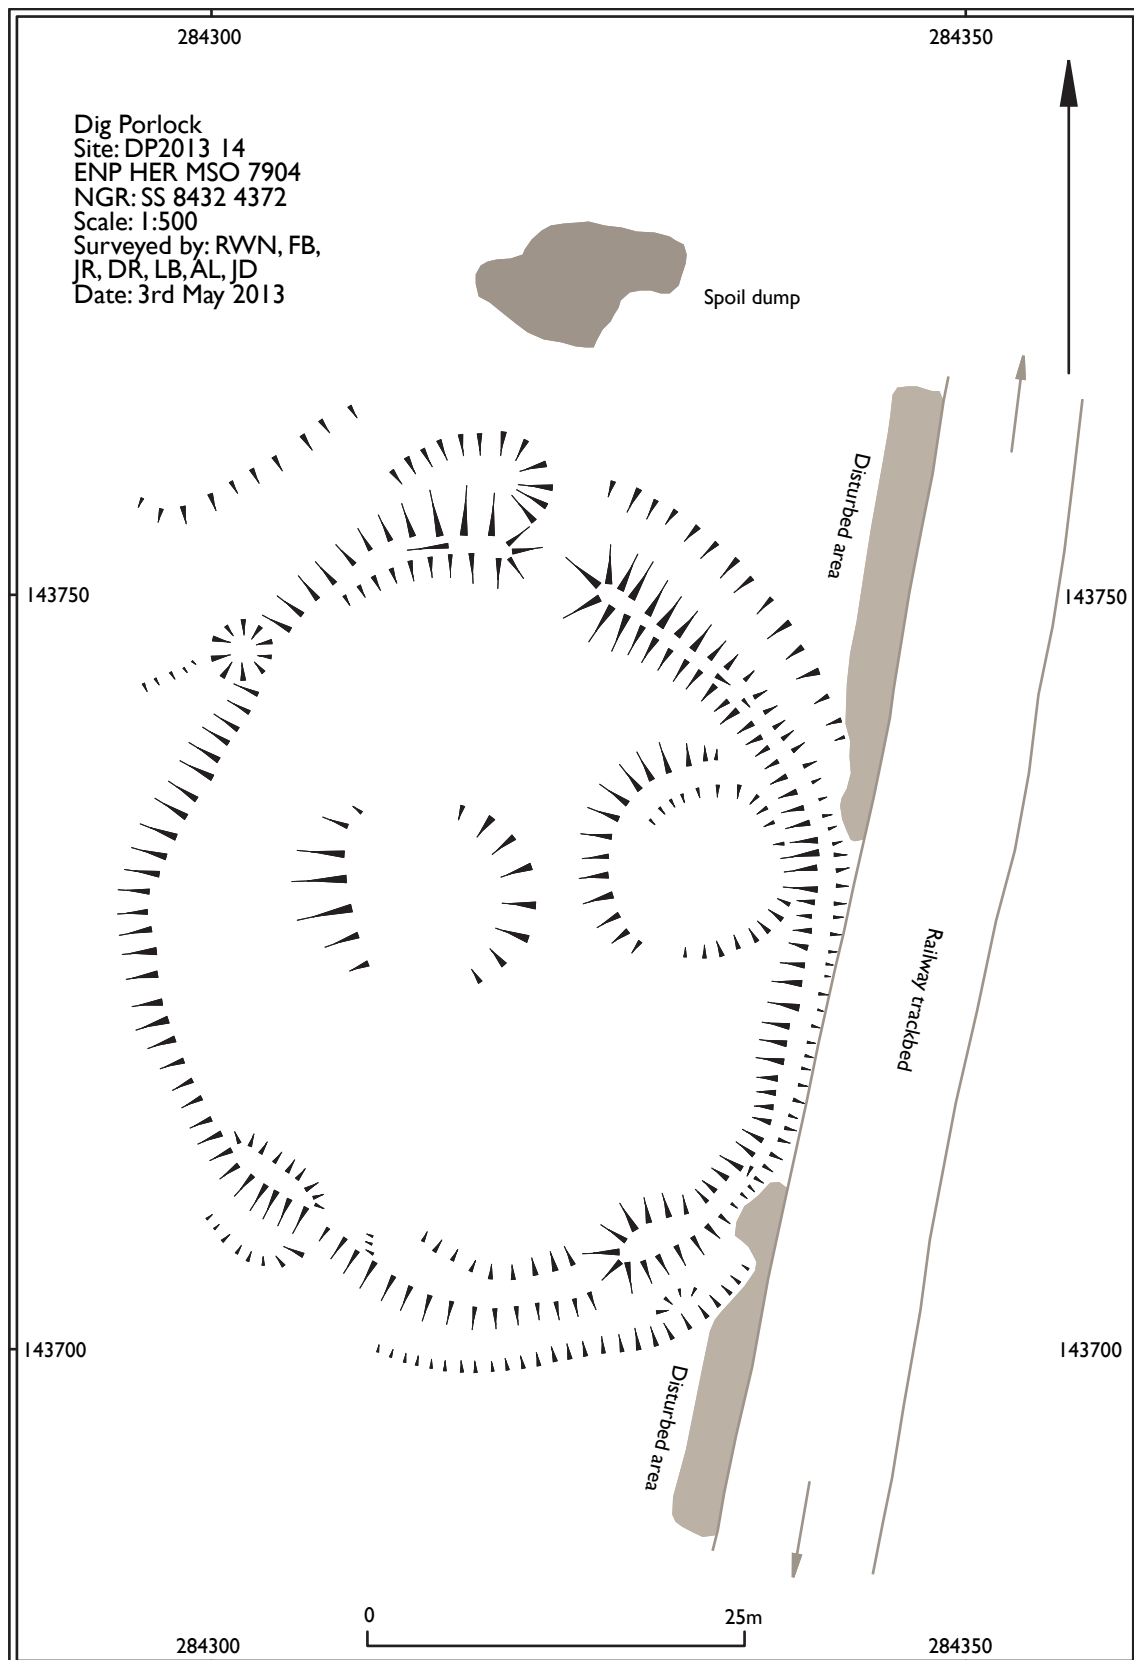 284300
284350
Dig Porlock
Site: DP2013 14
ENP HER MSO 7904
NGR: SS 8432 4372
Scale: 1:500
Surveyed by: RWN, FB,
JR, DR, LB, AL, JD
Date: 3rd May 2013
Spoil dump
Disturbed area
143750
143750
Railway trackbed
143700
143700
Disturbed area
0
25m
284300
284350